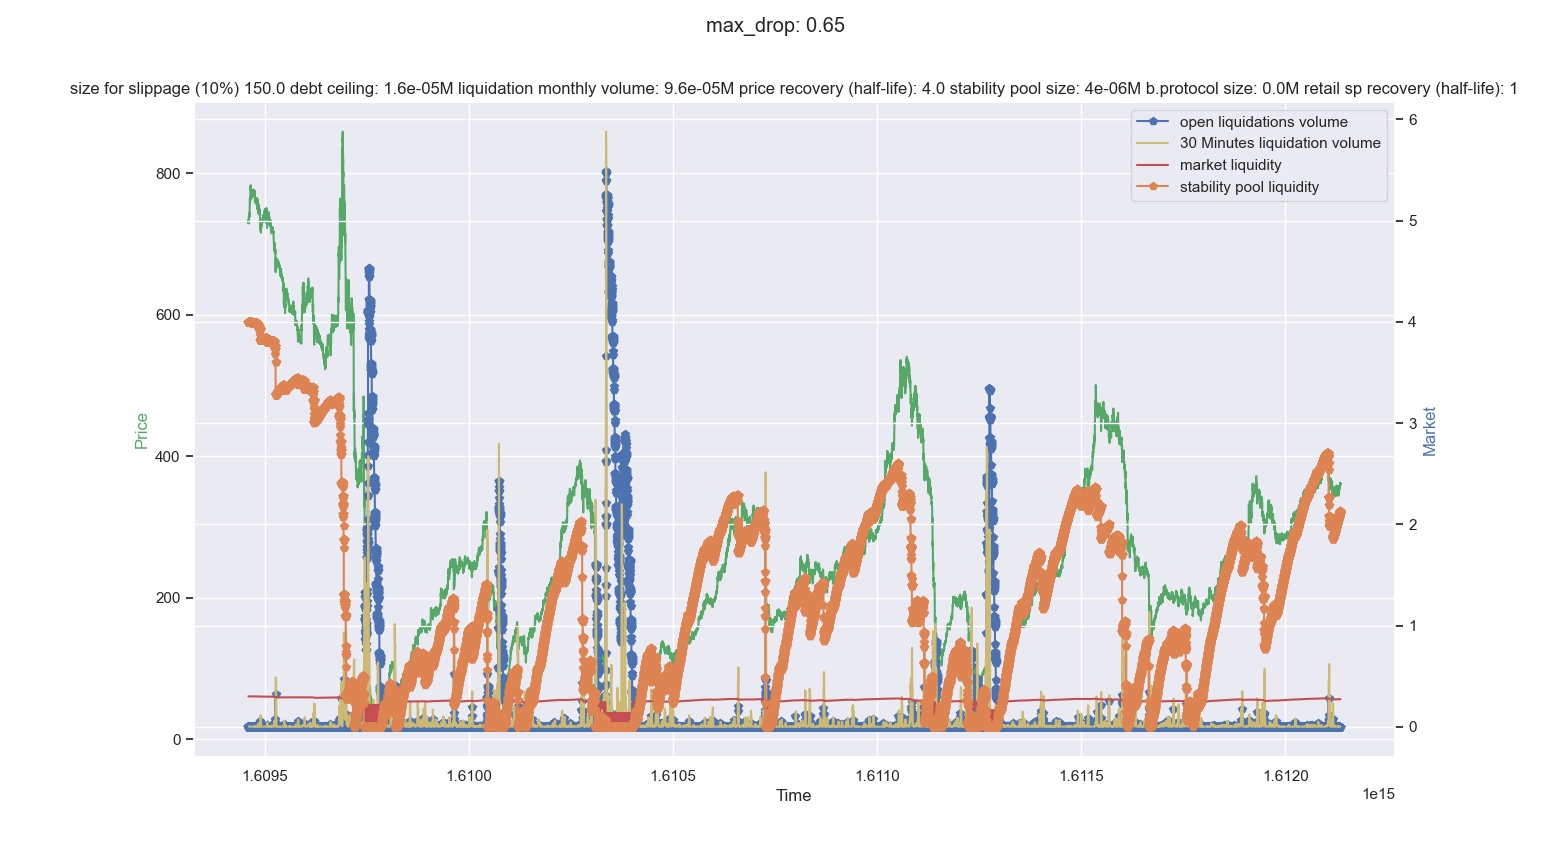 max_drop: 0.65
size for slippage (10%) 150.0 debt ceiling: 1.6e-05M liquidation monthly volume: 9.6e-05M price recovery (half-life): 4.0 stability pool size: 4e-06M b.protocol size: 0.0M retail sp recovery (half-life): 1
open liquidations volume
30 Minutes liquidation volume
market liquidity
stability pool liquidity
800
600
400
200
0
Price
6
5
4
3
2
1
0
Market
1.6095 1.6100 1.6105 1.6110 1.6115 1.6120
1e15
Time